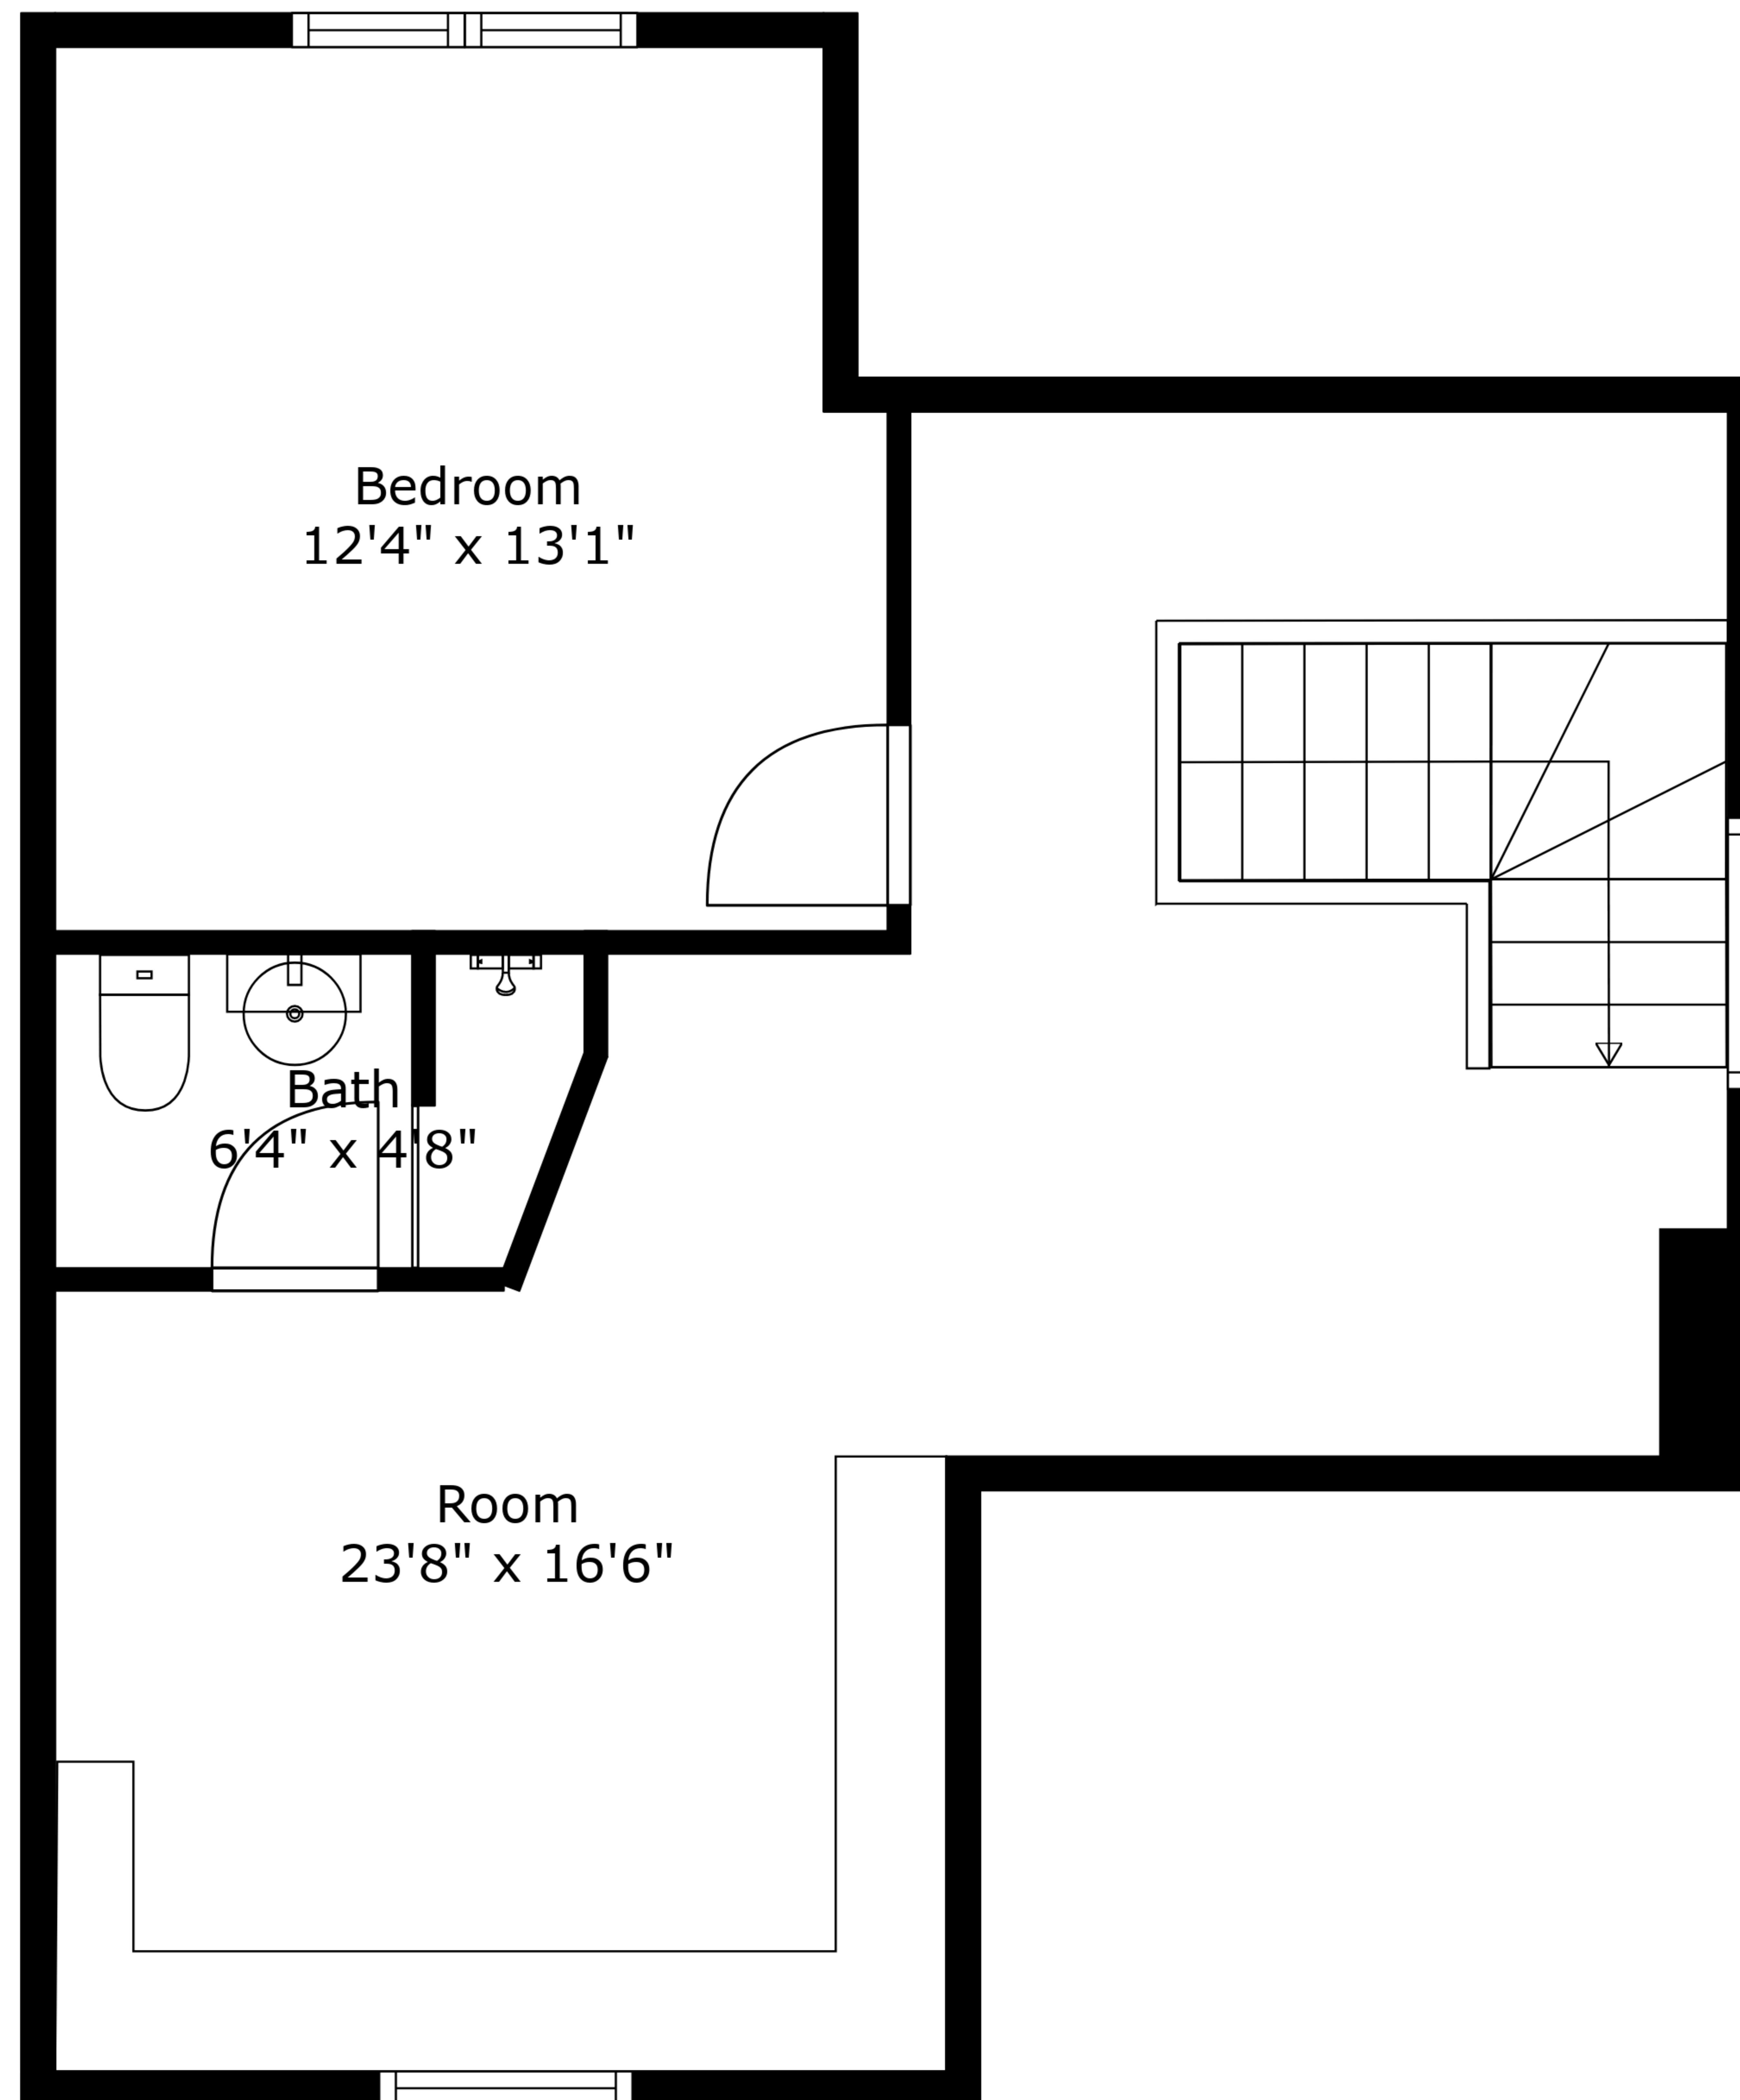 Bedroom
12'4" x 13'1"
Bath
6'4" x 4'8"
Room
23'8" x 16'6"